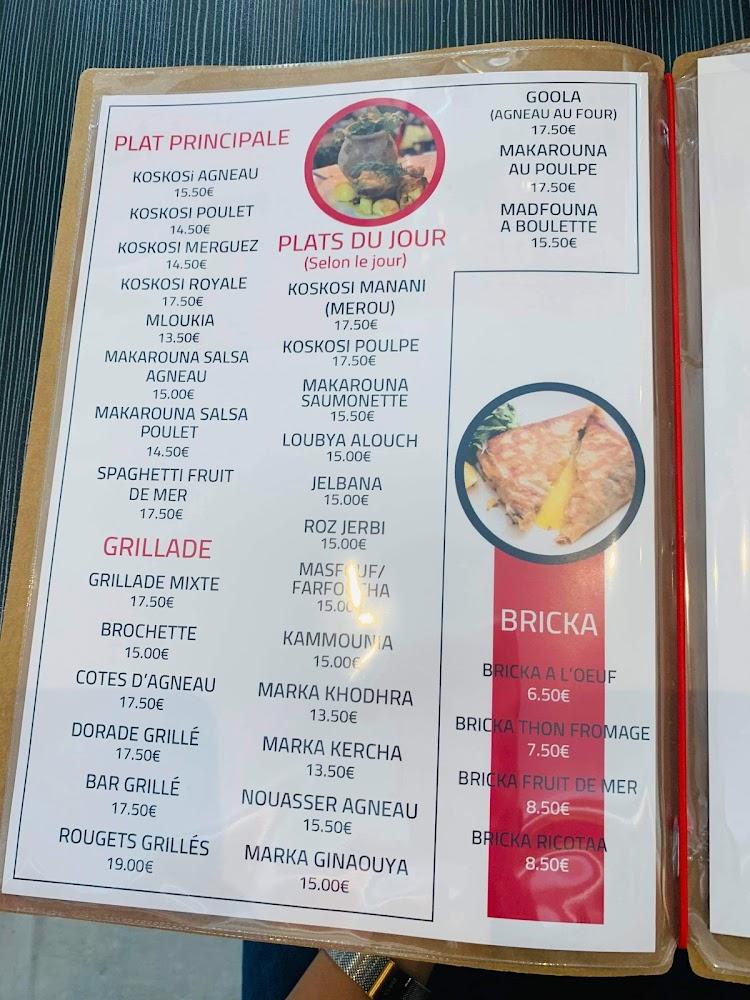 PLAT PRINCIPALE
KOSKOSi AGNEAU
15.50€
KOSKOSI POULET
14.50€
KOSKOSI MERGUEZ
14.50€
KOSKOSI ROYALE
17.50€
MLOUKIA
13.50€
MAKAROUNA SALSA
AGNEAU
15.00€
MAKAROUNA SALSA
POULET
14.50€
SPAGHETTI FRUIT
DE MER
17.50€
GRILLADE
GRILLADE MIXTE
17.50€
BROCHETTE
15.00€
COTES D'AGNEAU
17.50€
DORADE GRILLÉ
17.50€
BAR GRILLÉ
17.50€
ROUGETS GRILLÉS
19.00€
PLATS DU JOUR
(Selon le jour)
KOSKOSI MANANI
(MEROU)
17.50€
KOSKOSI POULPE
17.50€
MAKAROUNA
SAUMONETTE
15.50€
LOUBYA ALOUCH
15.00€
JELBANA
15.00€
ROZ JERBI
15.00€
15.00€
KAMMOUNIA
15.00€
MARKA KHODHRA
13.50€
MARKA KERCHA
13.50€
NOUASSER AGNEAU
15.50€
MARKA GINAOUYA
15.00€
GOOLA
(AGNEAU AU FOUR)
17.50€
MAKAROUNA
AU POULPE
17.50€
MADFOUNA
A BOULETTE
15.50€
BRICKA
BRICKA A L'OEUF
6.50€
BRICKA THON FROMAGE
7.50€
BRICKA FRUIT DE MER
8.50€
BRICKA RICOTAA
8.50€